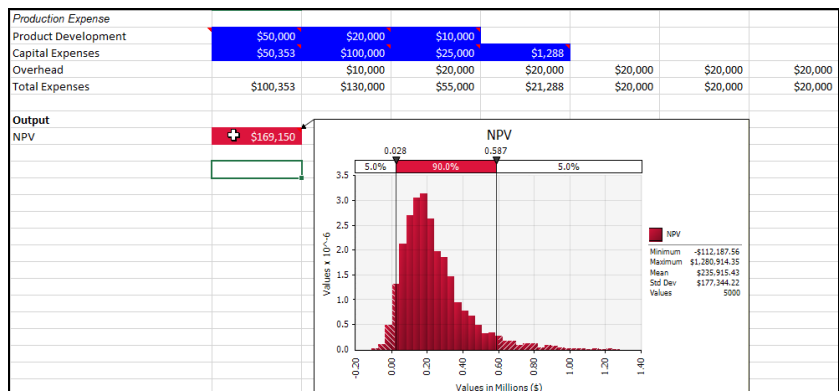 Production Expense
Product Development $50,000 $20,000 $10,000
Capital Expenses $50,353 $100,000 $25,000 $1,288
Overhead $10,000 $20,000 $20,000 $20,000 $20,000 $20,000
Total Expenses $100,353 $130,000 $55,000 $21,288 $20,000 $20,000 $20,000
Output
NPV $169,150
NPV
0.028 0.587
5.0% 90.0% 5.0%
3.5
3.0
2.5
2.0
1.5
1.0
0.5
0.0
Values x 10^-6
-0.20 0.00 0.20 0.40 0.60 0.80 1.00 1.20 1.40
Values in Millions ($)
NPV
Minimum -$112,187.56
Maximum $1,280,914.35
Mean $235,915.43
Std Dev $177,344.22
Values 5000